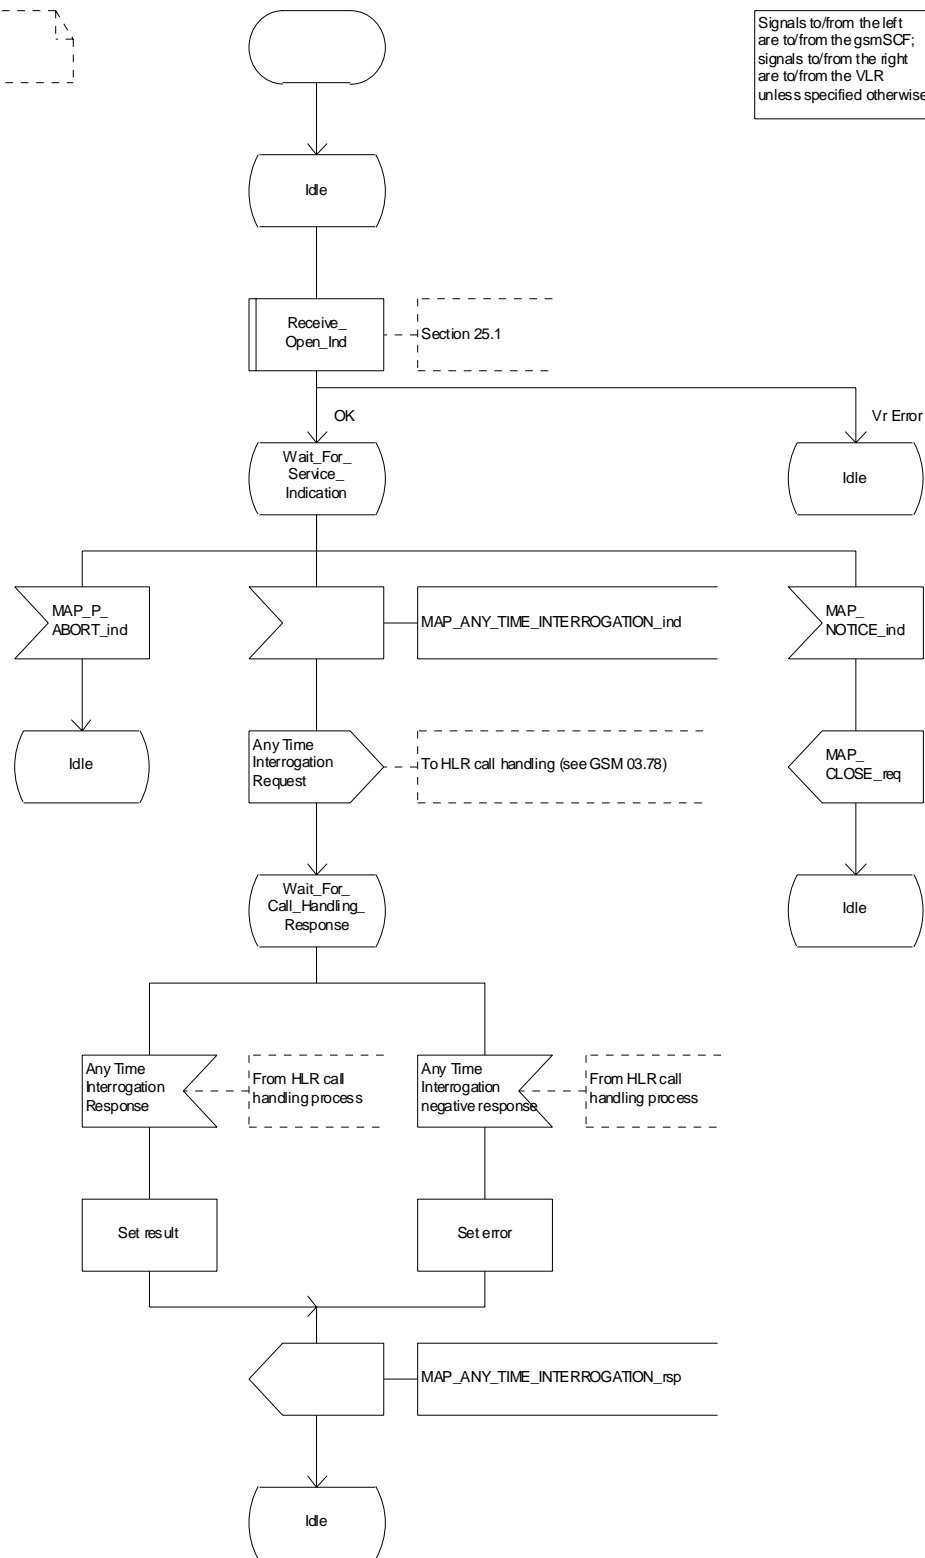 Signals to/from the left
are to/from the gsmSCF;
signals to/from the right
are to/from the VLR
unless specified otherwise
Idle
Receive_
Open_Ind
Section 25.1
OK
Vr Error
Wait_For_
Service_
Indication
Idle
MAP_P_
ABORT_ind
MAP_ANY_TIME_INTERROGATION_ind
MAP_
NOTICE_ind
Idle
Any Time
Interrogation
Request
To HLR call handling (see GSM 03.78)
MAP_
CLOSE_req
Wait_For_
Call_Handling_
Response
Idle
Any Time
Interrogation
Response
From HLR call
handling process
Any Time
Interrogation
negative response
From HLR call
handling process
Set result
Set error
MAP_ANY_TIME_INTERROGATION_rsp
Idle